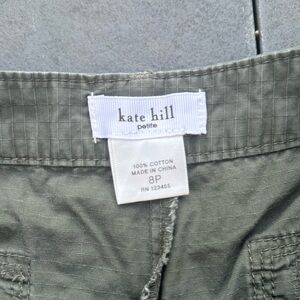 kate hill
petite
100% COTTON
MADE IN CHINA
8P
RN 123455